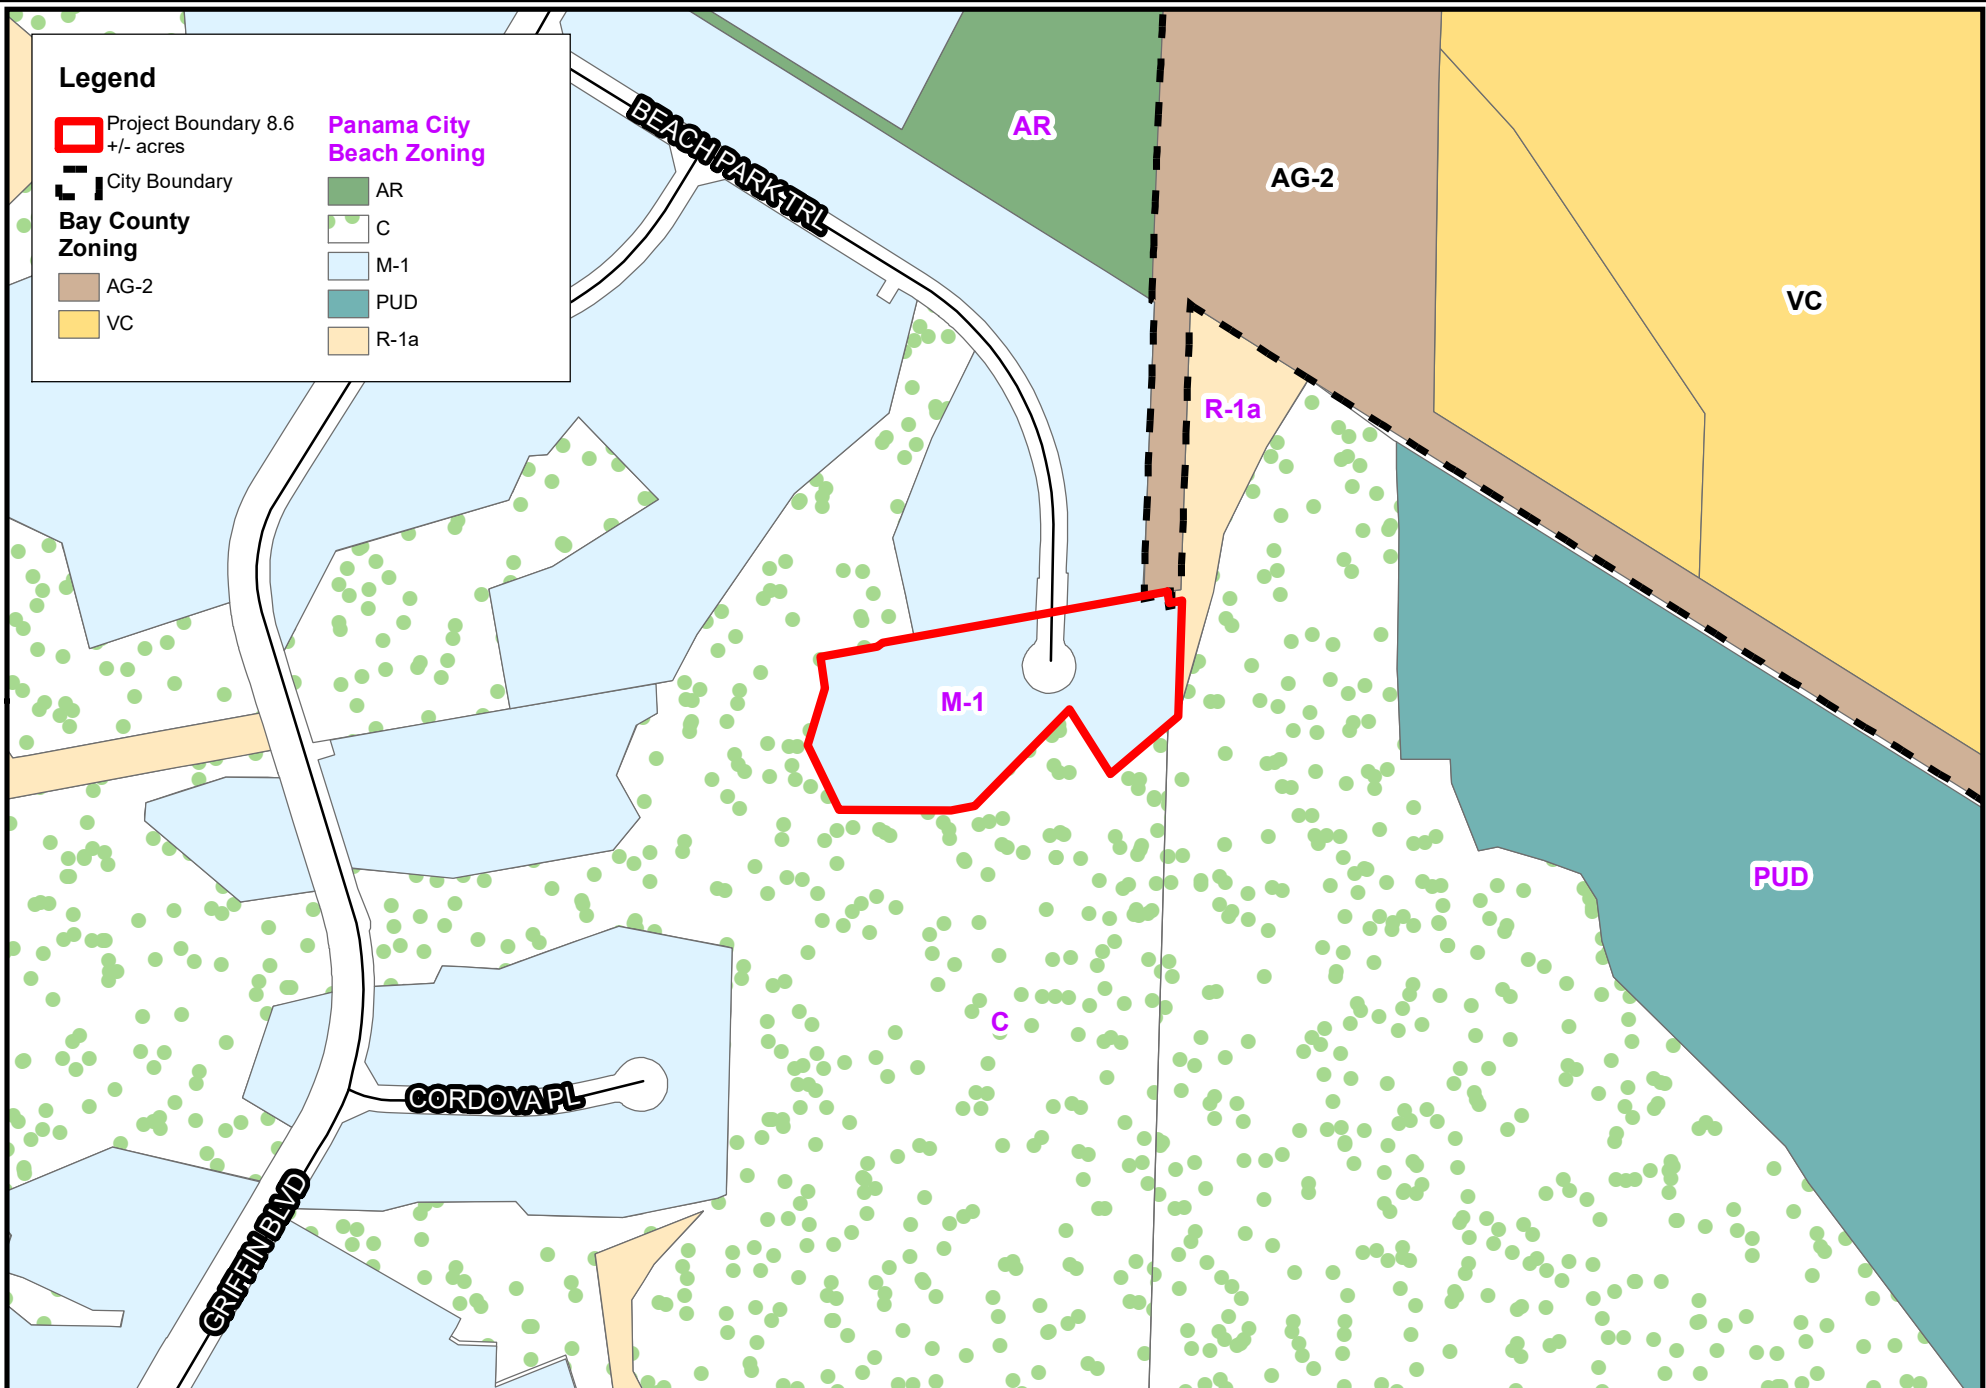 Legend
Project Boundary 8.6
+/- acres
City Boundary
Bay County
Zoning
AG-2
VC
Panama City
Beach Zoning
AR
C
M-1
PUD
R-1a
BEACH PARK TRL
AR
AG-2
VC
R-1a
M-1
PUD
C
CORDOVA PL
GRIFFIN BLVD